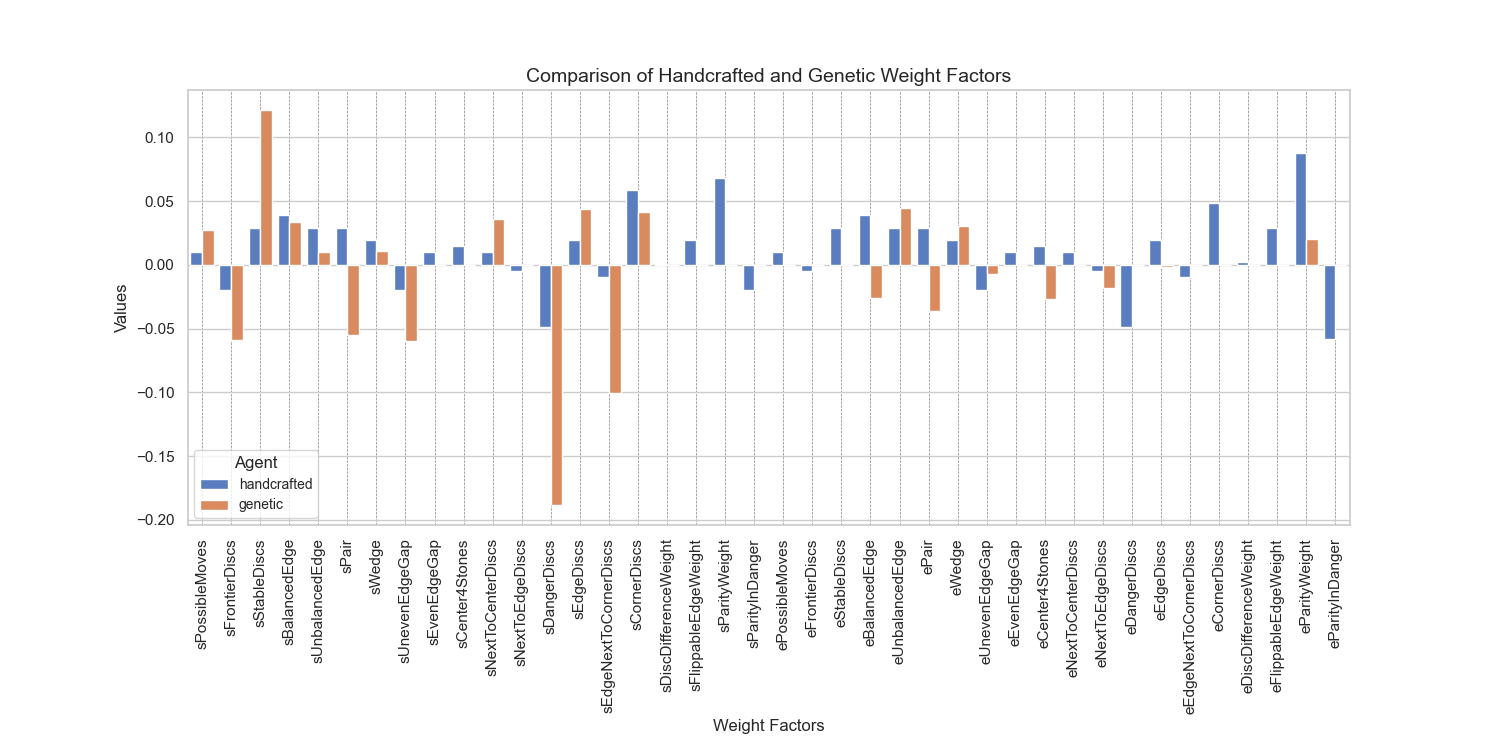 Comparison of Handcrafted and Genetic Weight Factors
Values
0.10
0.05
0.00
−0.05
−0.10
−0.15
−0.20
Agent
handcrafted
genetic
sPossibleMoves
sFrontierDiscs
sStableDiscs
sBalancedEdge
sUnbalancedEdge
sPair
sWedge
sUnevenEdgeGap
sEvenEdgeGap
sCenter4Stones
sNextToCenterDiscs
sNextToEdgeDiscs
sDangerDiscs
sEdgeDiscs
sEdgeNextToCornerDiscs
sCornerDiscs
sDiscDifferenceWeight
sFlippableEdgeWeight
sParityWeight
sParityInDanger
ePossibleMoves
eFrontierDiscs
eStableDiscs
eBalancedEdge
eUnbalancedEdge
ePair
eWedge
eUnevenEdgeGap
eEvenEdgeGap
eCenter4Stones
eNextToCenterDiscs
eNextToEdgeDiscs
eDangerDiscs
eEdgeDiscs
eEdgeNextToCornerDiscs
eCornerDiscs
eDiscDifferenceWeight
eFlippableEdgeWeight
eParityWeight
eParityInDanger
Weight Factors